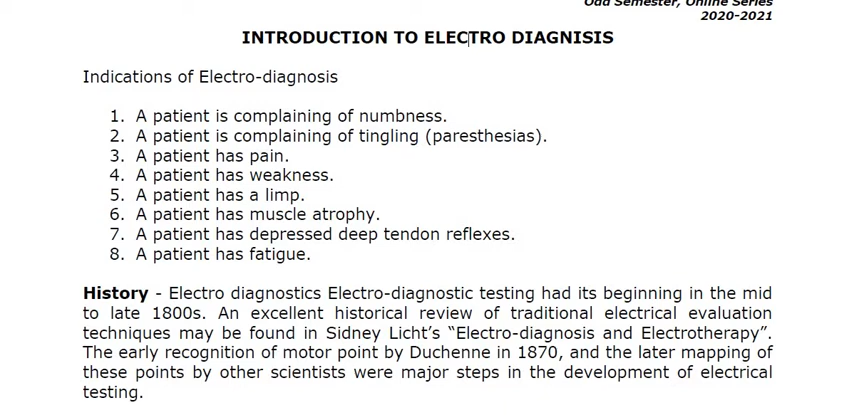 Odd Semester, Online Series
2020-2021
INTRODUCTION TO ELECTRO DIAGNISIS
Indications of Electro-diagnosis
1. A patient is complaining of numbness.
2. A patient is complaining of tingling (paresthesias).
3. A patient has pain.
4. A patient has weakness.
5. A patient has a limp.
6. A patient has muscle atrophy.
7. A patient has depressed deep tendon reflexes.
8. A patient has fatigue.
History - Electro diagnostics Electro-diagnostic testing had its beginning in the mid
to late 1800s. An excellent historical review of traditional electrical evaluation
techniques may be found in Sidney Licht's “Electro-diagnosis and Electrotherapy”.
The early recognition of motor point by Duchenne in 1870, and the later mapping of
these points by other scientists were major steps in the development of electrical
testing.